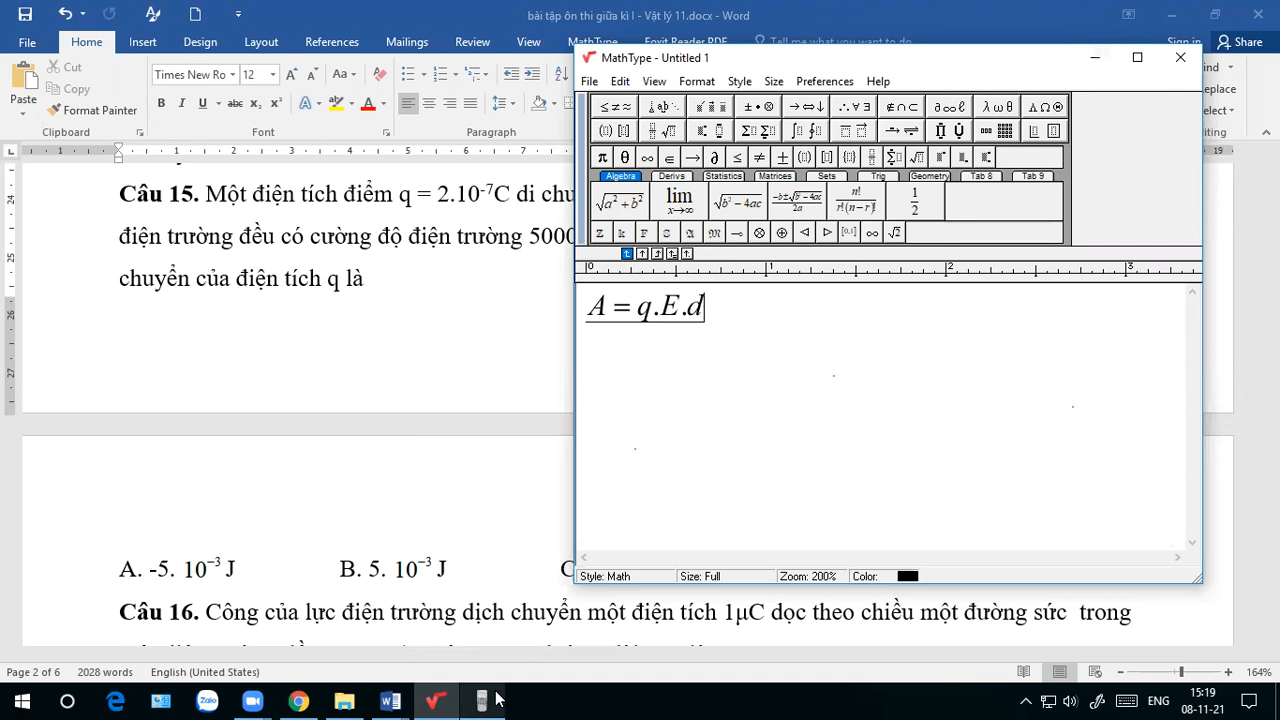 bài tập ôn thi giữa kì I - Vật lý 11.docx - Word
File Home Insert Design Layout References Mailings Review View MathType Foxit Reader PDF Tell me what you want to do Sign in Share
Cut
Copy
Paste
Format Painter
Times New Ro 12
Clipboard Font Paragraph
Câu 15. Một điện tích điểm q = 2.10⁻⁷C di chu
điện trường đều có cường độ điện trường 5000
chuyển của điện tích q là
A. -5. 10⁻³ J B. 5. 10⁻³ J C
Câu 16. Công của lực điện trường dịch chuyển một điện tích 1μC dọc theo chiều một đường sức trong
MathType - Untitled 1
File Edit View Format Style Size Preferences Help
Algebra Derivs Statistics Matrices Sets Trig Geometry Tab 8 Tab 9
A = q.E.d
Style: Math Size: Full Zoom: 200% Color:
Page 2 of 6 2028 words English (United States) 164%
Zalo
ENG
15:19
08-11-21